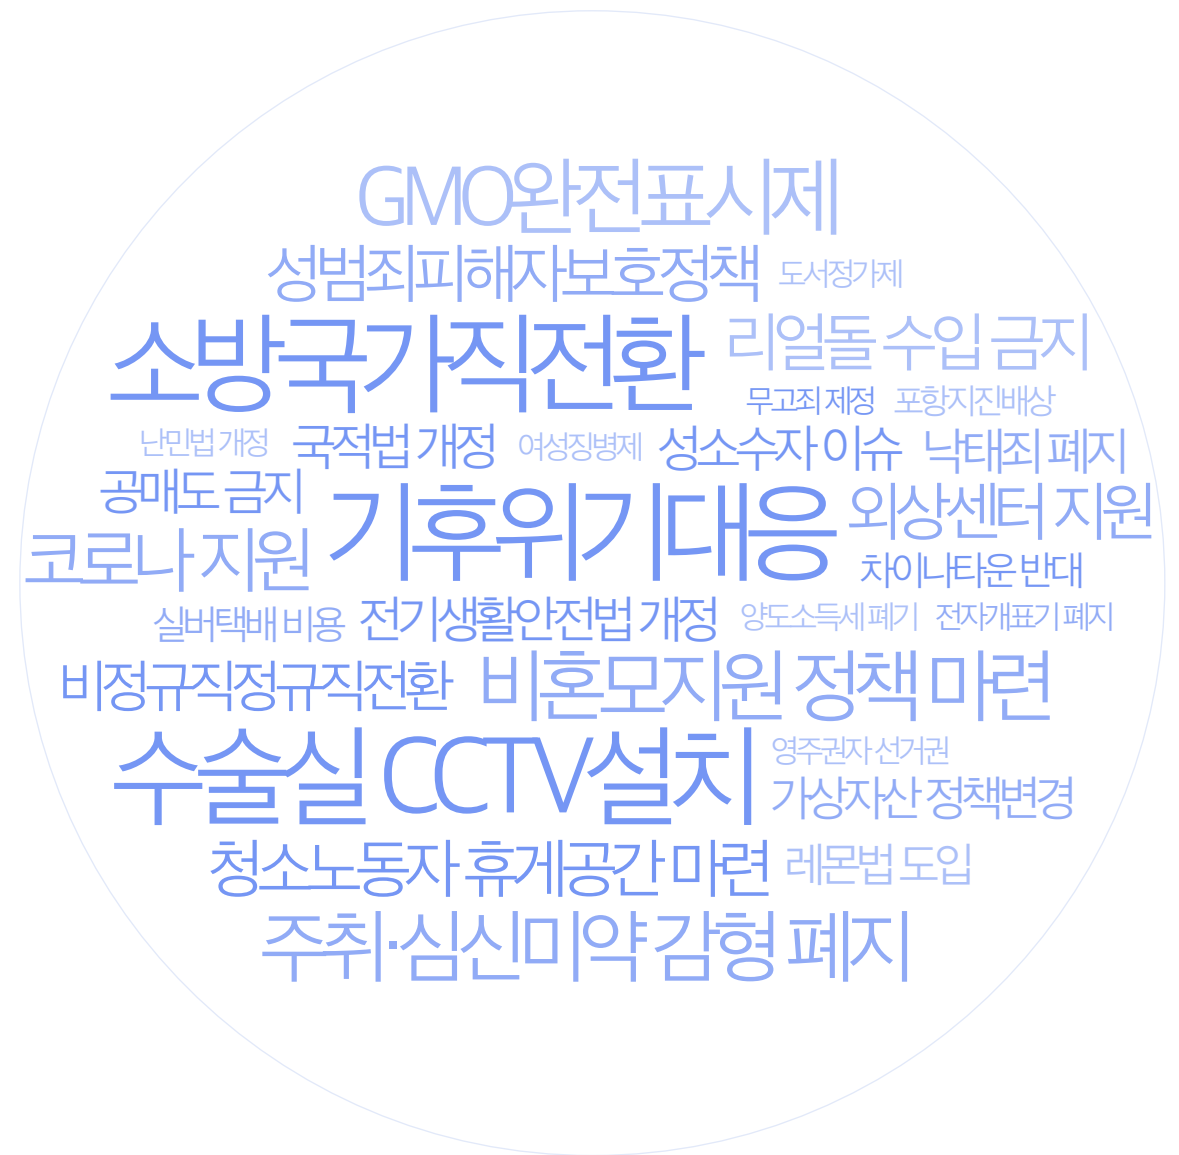 GMO완전표시제
성범죄피해자보호정책 도서정가제
소방국가직전환 리얼돌 수입 금지
무고죄 제정 포항지진배상
난민법 개정 국적법 개정 여성징병제 성소수자 이슈 낙태죄 폐지
공매도 금지 기후위기대응 외상센터 지원
코로나 지원 차이나타운 반대
실버택배 비용 전기생활안전법 개정 양도소득세 폐기 전자개표기 폐지
비정규직정규직전환 비혼모지원 정책 마련
수술실 CCTV설치 영주권자 선거권
가상자산 정책변경
청소노동자 휴게공간 마련 레몬법 도입
주취·심신미약 감형 폐지